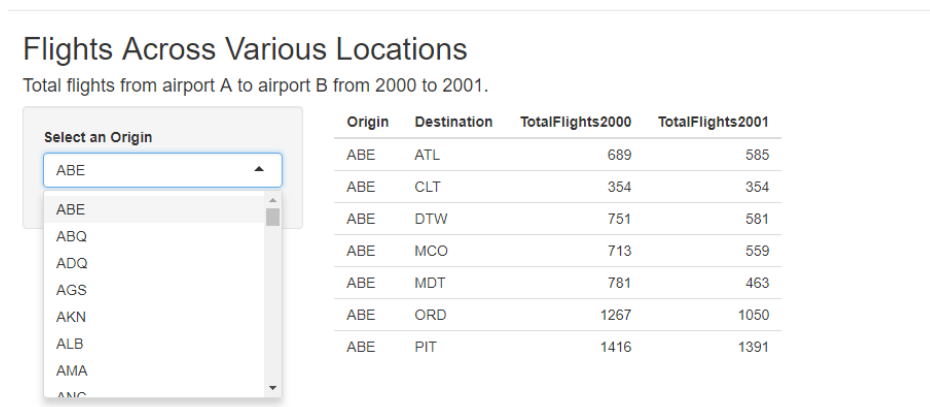 Flights Across Various Locations
Total flights from airport A to airport B from 2000 to 2001.
Select an Origin
ABE
ABE
ABQ
ADQ
AGS
AKN
ALB
AMA
ANC
Origin Destination TotalFlights2000 TotalFlights2001
ABE ATL 689 585
ABE CLT 354 354
ABE DTW 751 581
ABE MCO 713 559
ABE MDT 781 463
ABE ORD 1267 1050
ABE PIT 1416 1391